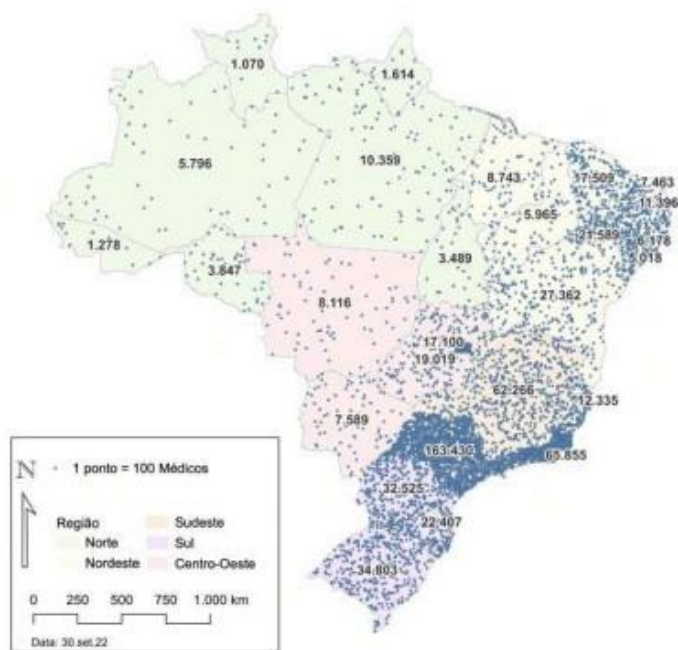 1.070
1.614
5.796
10.359
8.743
17.509
7.463
11.396
5.965
21.589
6.178
5.018
1.278
3.847
3.489
8.116
27.362
17.100
19.019
62.266
12.335
7.589
163.430
65.855
32.525
22.407
34.803
N
1 ponto = 100 Médicos
Região
Norte
Nordeste
Sudeste
Sul
Centro-Oeste
0 250 500 750 1.000 km
Data: 30 set.22